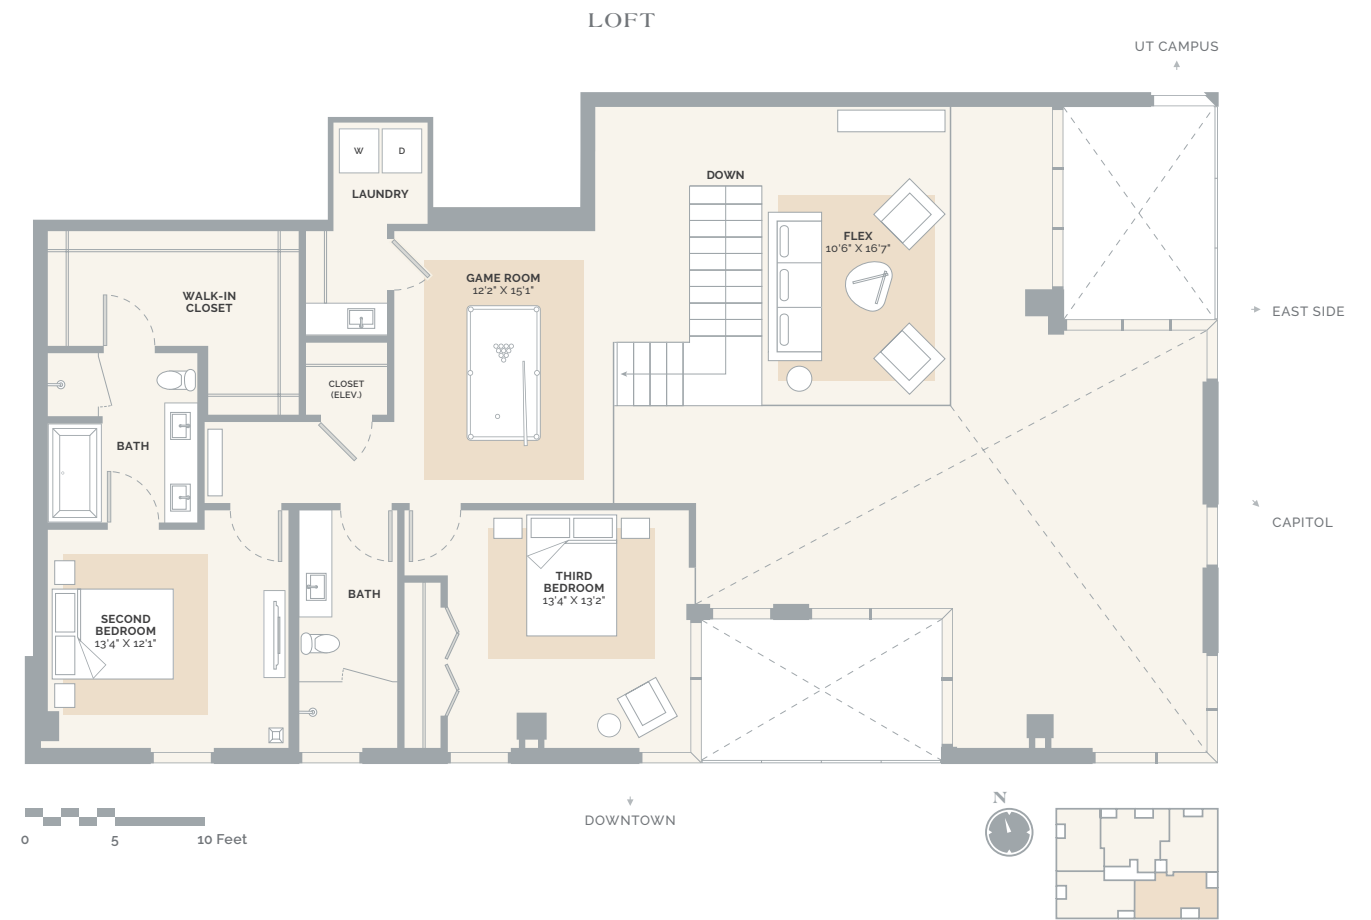 LOFT
UT CAMPUS
W
D
LAUNDRY
DOWN
FLEX
10'6" X 16'7"
GAME ROOM
12'2" X 15'1"
WALK-IN
CLOSET
EAST SIDE
CLOSET
(ELEV.)
BATH
CAPITOL
THIRD
BEDROOM
13'4" X 13'2"
BATH
SECOND
BEDROOM
13'4" X 12'1"
DOWNTOWN
N
0
5
10 Feet